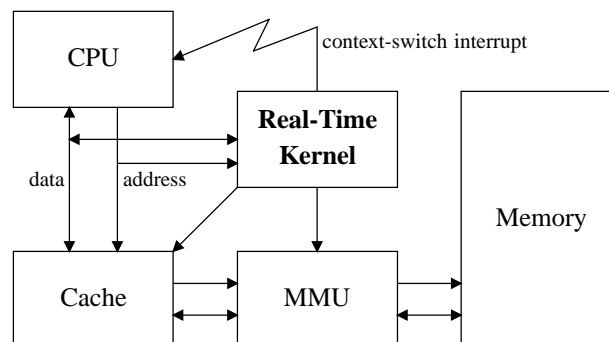 context-switch interrupt
CPU
Real-Time
Kernel
data
address
Memory
Cache
MMU